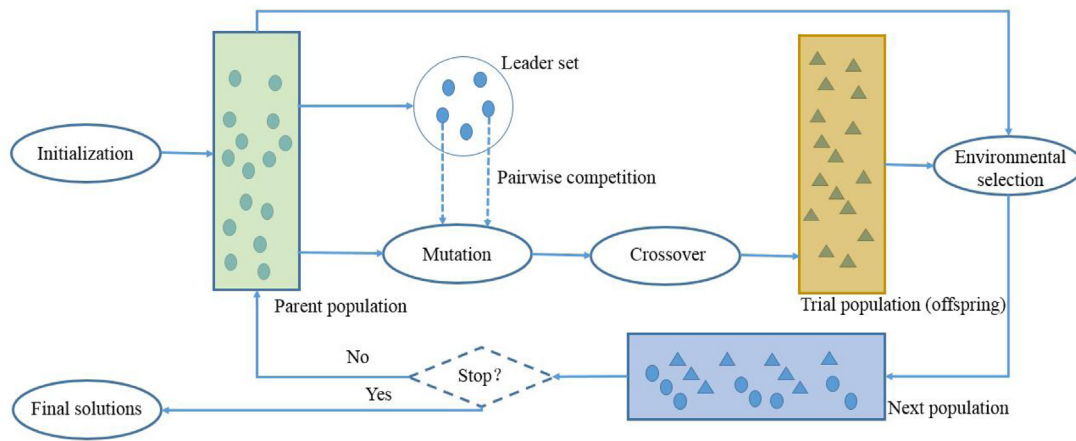 Leader set
Initialization
Pairwise competition
Environmental
selection
Mutation
Crossover
Parent population
Trial population (offspring)
No
Stop?
Yes
Final solutions
Next population